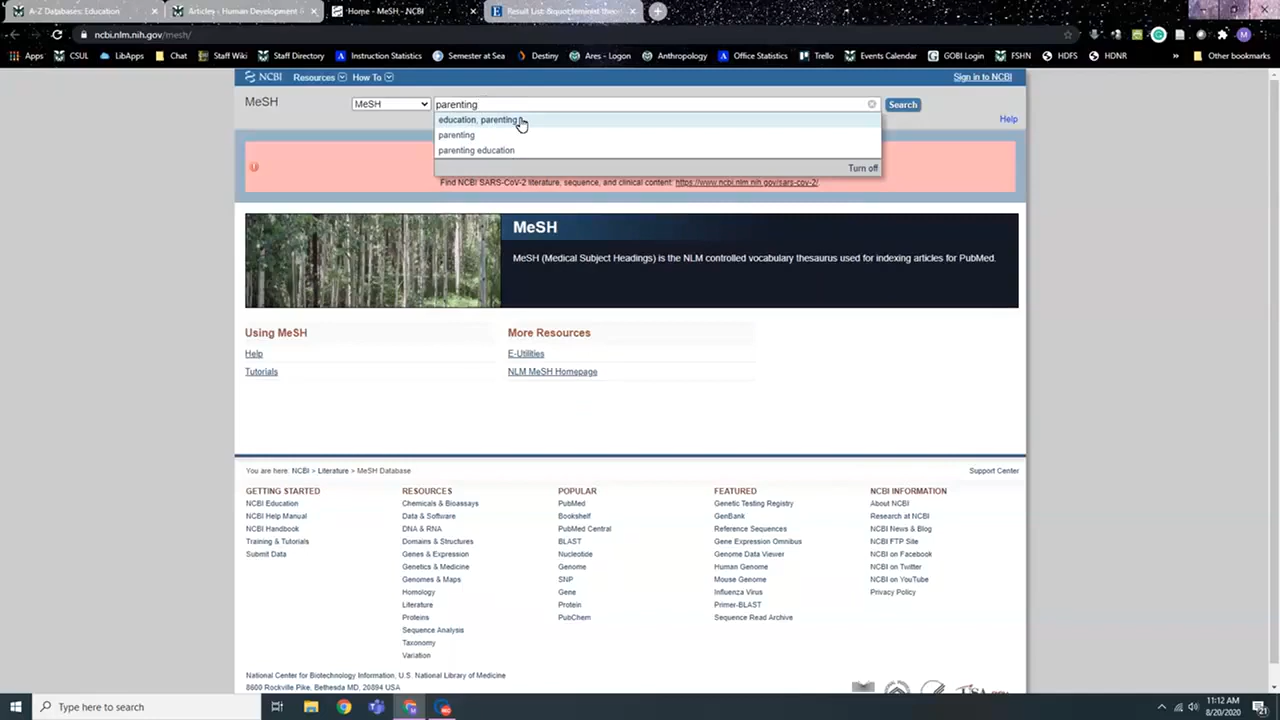 A-Z Databases: Education
Articles - Human Development &
Home - MeSH - NCBI
Result List: &quot;feminist theo
ncbi.nlm.nih.gov/mesh/
Apps CSUL LibApps Chat Staff Wiki Staff Directory Instruction Statistics Semester at Sea Destiny Ares - Logon Anthropology Office Statistics Trello Events Calendar GOBI Login FSHN HDFS HDNR Other bookmarks
NCBI Resources How To Sign in to NCBI
MeSH MeSH parenting Search
education, parenting
Help
parenting
parenting education
Turn off
Find NCBI SARS-CoV-2 literature, sequence, and clinical content: https://www.ncbi.nlm.nih.gov/sars-cov-2/.
MeSH
MeSH (Medical Subject Headings) is the NLM controlled vocabulary thesaurus used for indexing articles for PubMed.
Using MeSH
Help
Tutorials
More Resources
E-Utilities
NLM MeSH Homepage
You are here: NCBI > Literature > MeSH Database Support Center
GETTING STARTED
NCBI Education
NCBI Help Manual
NCBI Handbook
Training & Tutorials
Submit Data
RESOURCES
Chemicals & Bioassays
Data & Software
DNA & RNA
Domains & Structures
Genes & Expression
Genetics & Medicine
Genomes & Maps
Homology
Literature
Proteins
Sequence Analysis
Taxonomy
Variation
POPULAR
PubMed
Bookshelf
PubMed Central
BLAST
Nucleotide
Genome
SNP
Gene
Protein
PubChem
FEATURED
Genetic Testing Registry
GenBank
Reference Sequences
Gene Expression Omnibus
Genome Data Viewer
Human Genome
Mouse Genome
Influenza Virus
Primer-BLAST
Sequence Read Archive
NCBI INFORMATION
About NCBI
Research at NCBI
NCBI News & Blog
NCBI FTP Site
NCBI on Facebook
NCBI on Twitter
NCBI on YouTube
Privacy Policy
National Center for Biotechnology Information, U.S. National Library of Medicine
8600 Rockville Pike, Bethesda MD, 20894 USA
Type here to search
11:12 AM
8/20/2020